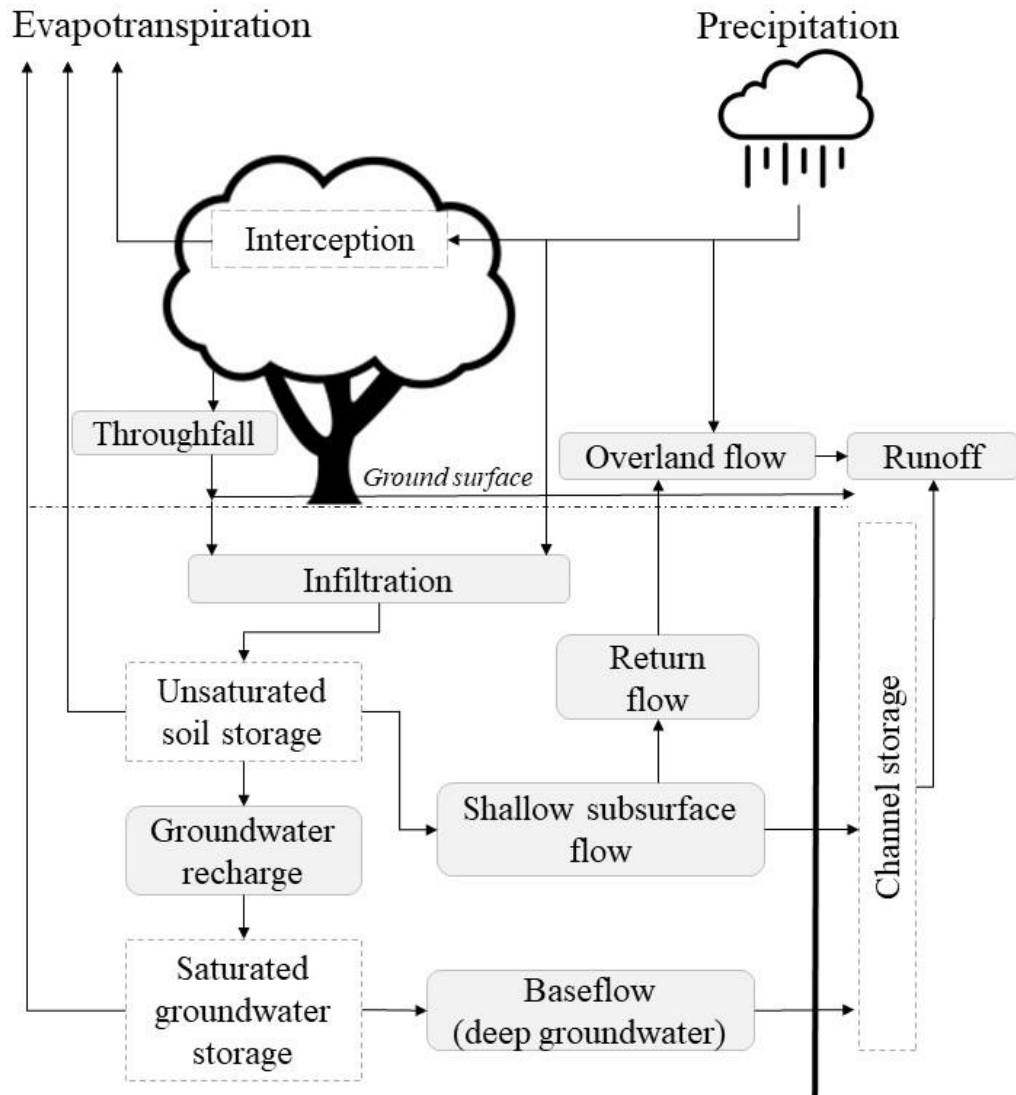 Evapotranspiration
Precipitation
Interception
Throughfall
Overland flow
Runoff
Ground surface
Infiltration
Return
flow
Unsaturated
soil storage
Shallow subsurface
flow
Channel storage
Groundwater
recharge
Saturated
groundwater
storage
Baseflow
(deep groundwater)